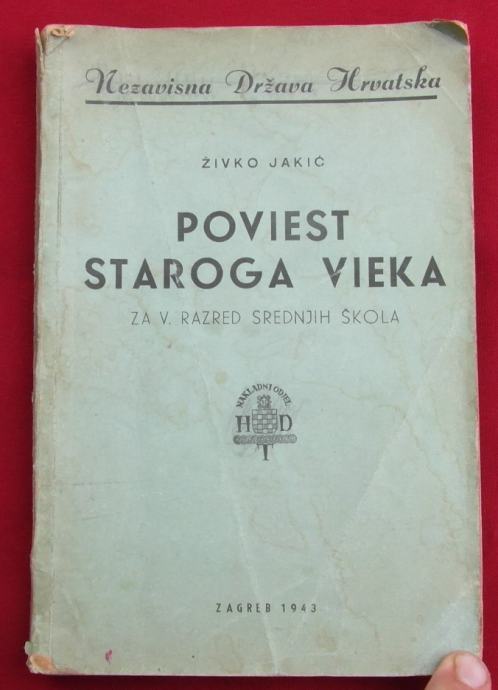 Nezavisna Država Hrvatska
ŽIVKO JAKIĆ
POVIEST
STAROGA VIEKA
ZA V. RAZRED SREDNJIH ŠKOLA
NAKLADNI ODJEL
H D
T
ZAGREB 1943